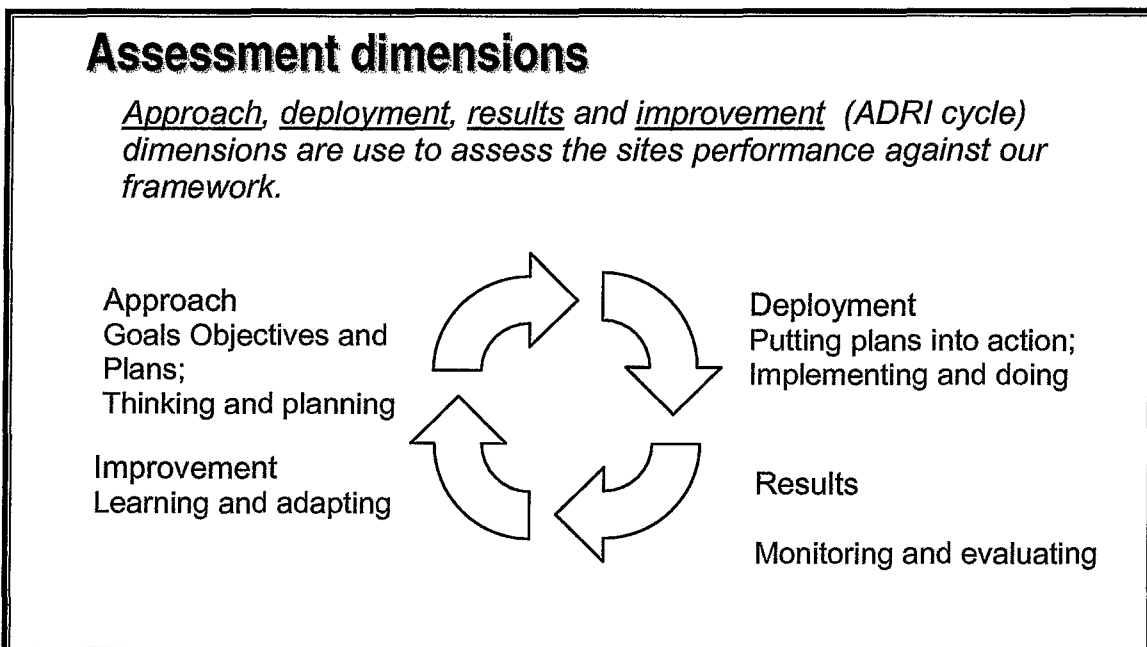 Assessment dimensions
Approach, deployment, results and improvement (ADRI cycle)
dimensions are use to assess the sites performance against our
framework.
Approach
Goals Objectives and
Plans;
Thinking and planning
Deployment
Putting plans into action;
Implementing and doing
Improvement
Learning and adapting
Results
Monitoring and evaluating